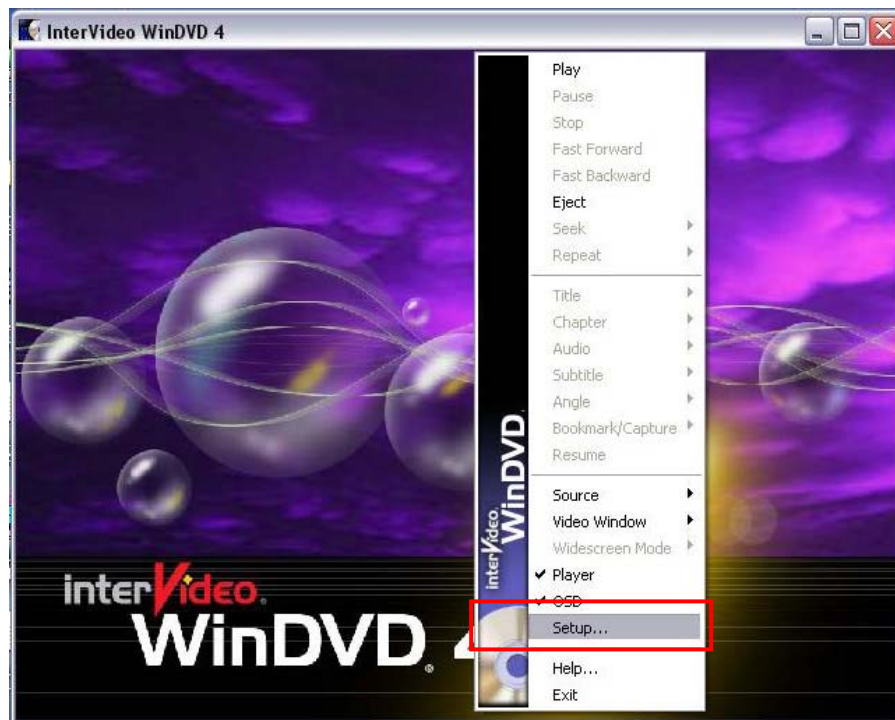 InterVideo WinDVD 4
Play
Pause
Stop
Fast Forward
Fast Backward
Eject
Seek
Repeat
Title
Chapter
Audio
Subtitle
Angle
Bookmark/Capture
Resume
Source
Video Window
Widescreen Mode
Player
OSD
Setup...
Help...
Exit
interVideo.
WinDVD®
interVideo.
WinDVD® 4